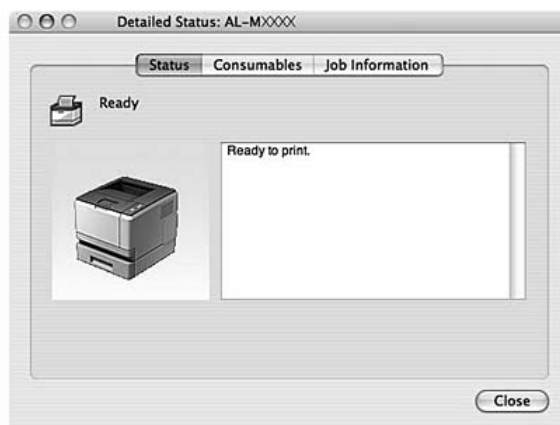 Detailed Status: AL-MXXXX
Status Consumables Job Information
Ready
Ready to print.
Close